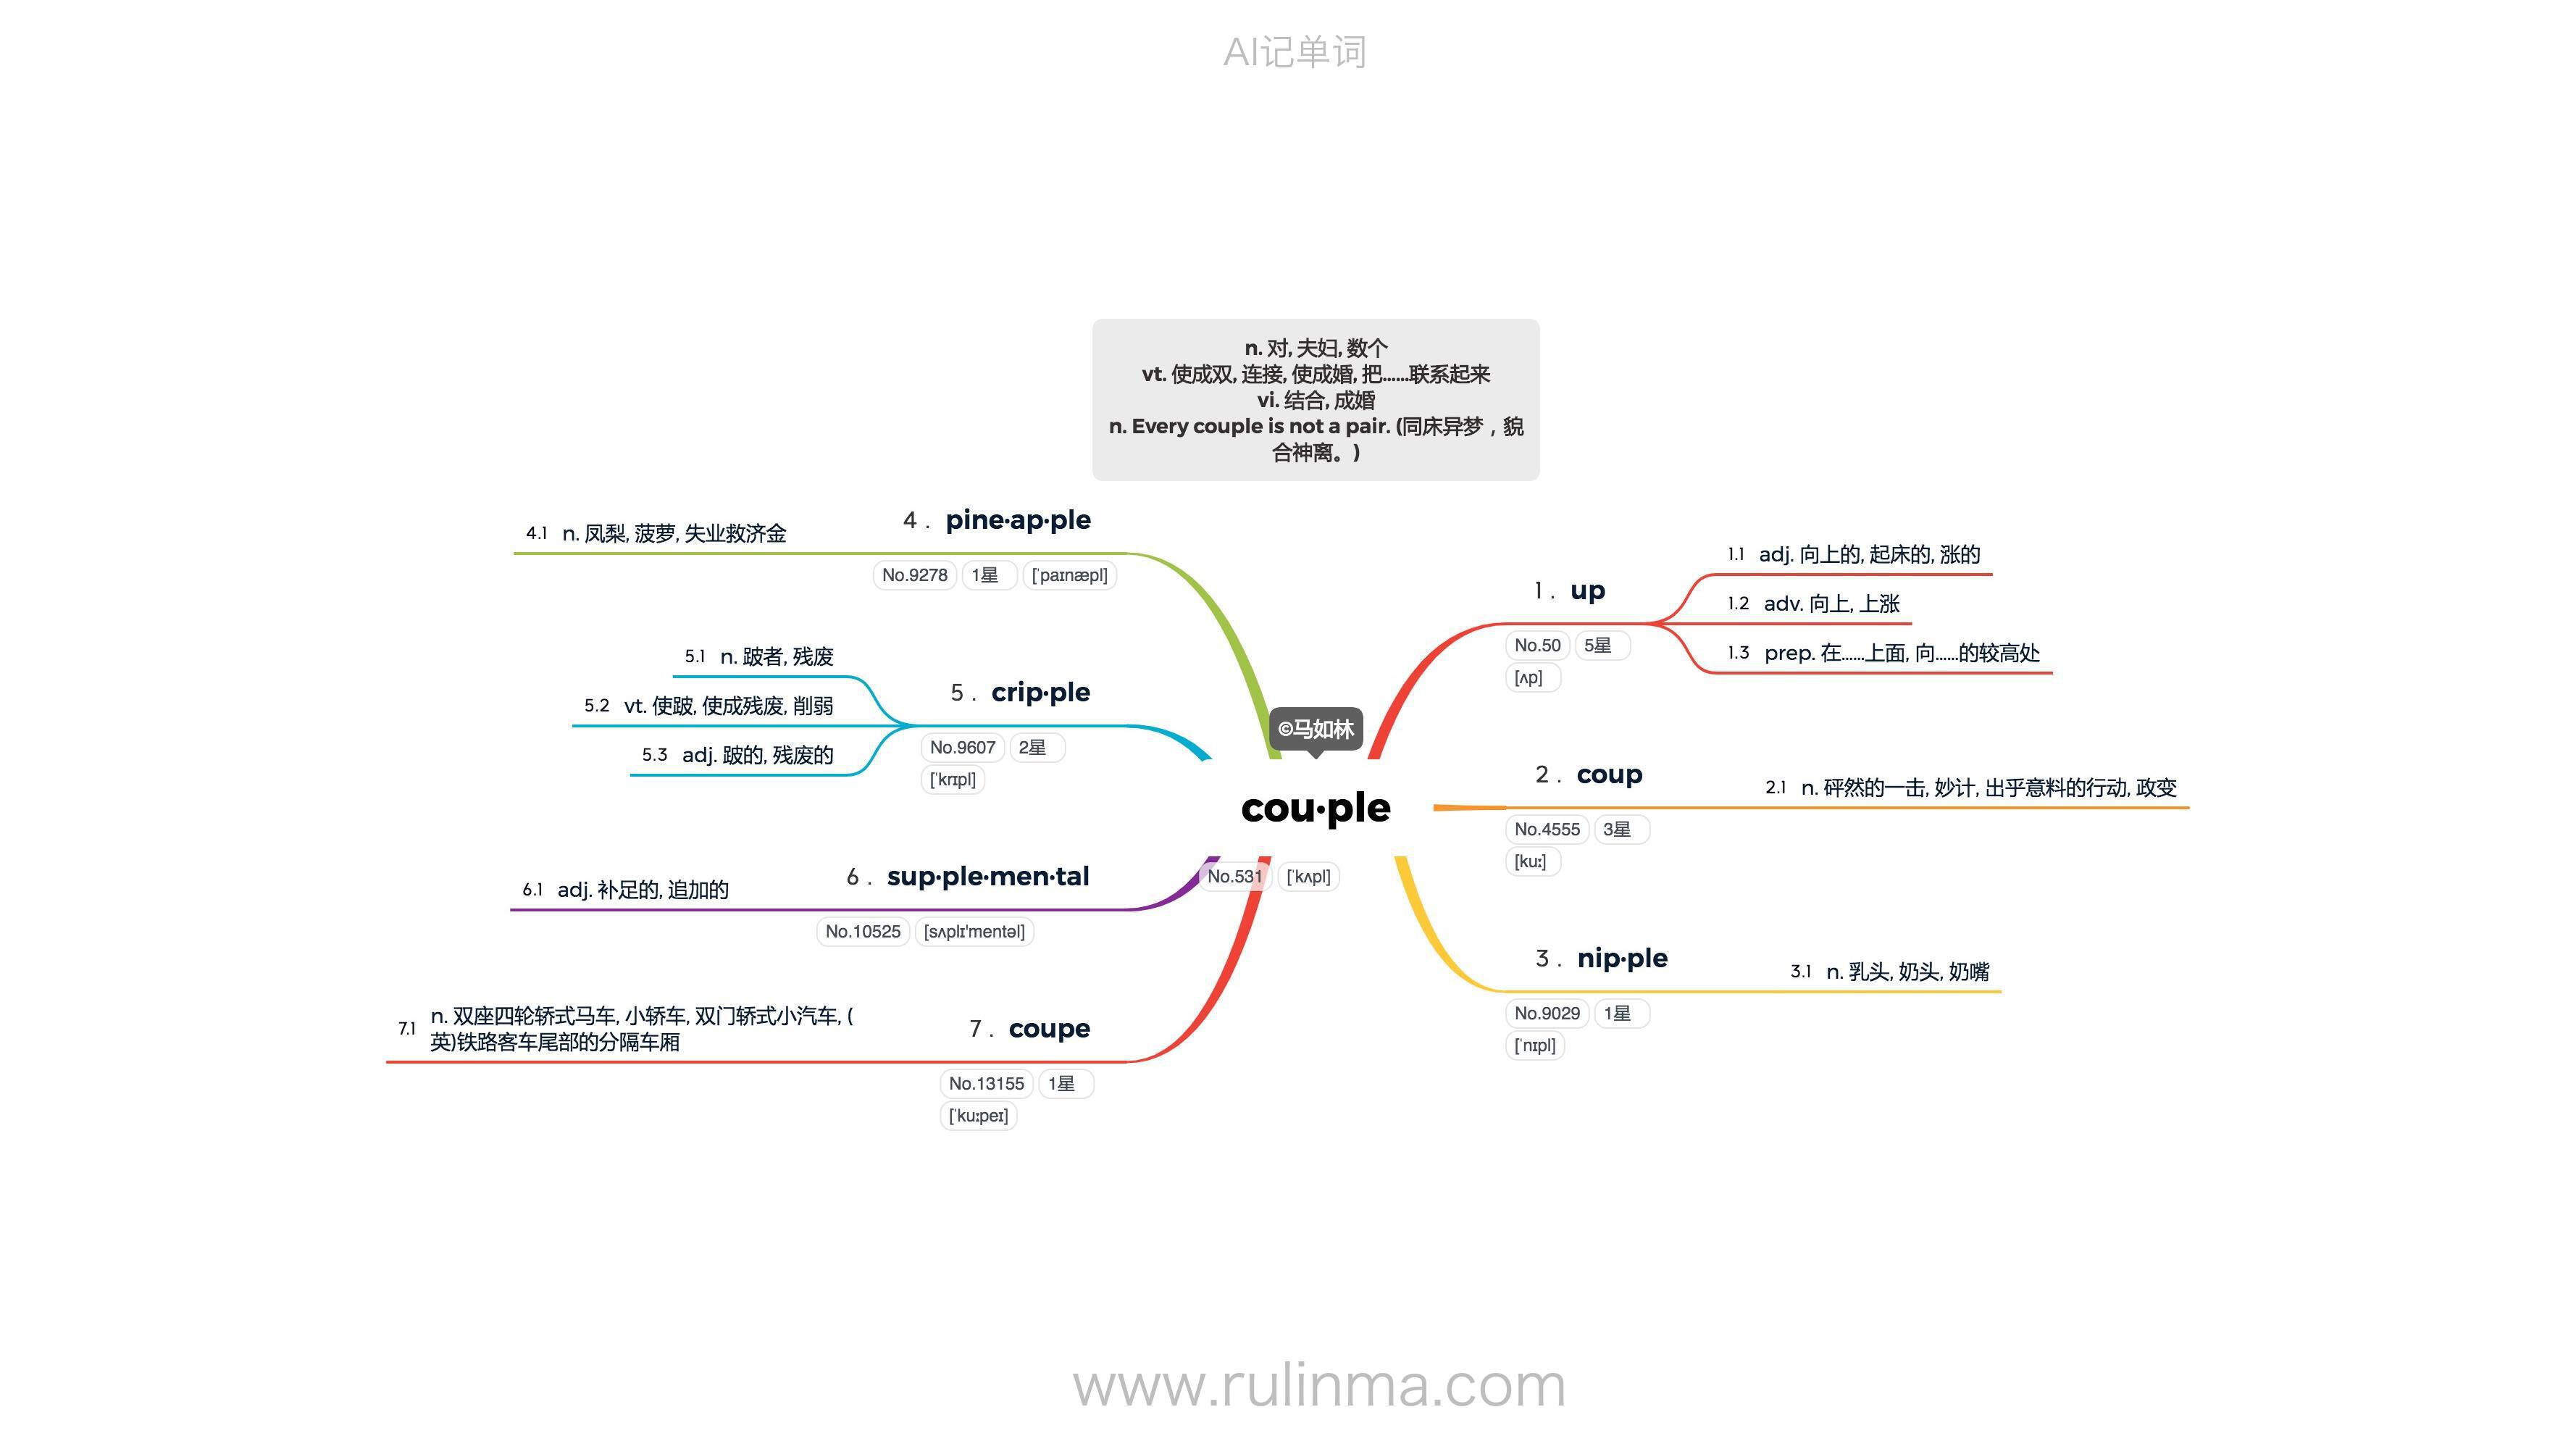 AI记单词
n. 对, 夫妇, 数个
vt. 使成双, 连接, 使成婚, 把......联系起来
vi. 结合, 成婚
n. Every couple is not a pair. (同床异梦，貌
合神离。)
©马如林
cou·ple
No.531 ['kʌpl]
1 . up
No.50 5星
[ʌp]
1.1 adj. 向上的, 起床的, 涨的
1.2 adv. 向上, 上涨
1.3 prep. 在......上面, 向......的较高处
2 . coup
No.4555 3星
[ku:]
2.1 n. 砰然的一击, 妙计, 出乎意料的行动, 政变
3 . nip·ple
No.9029 1星
['nɪpl]
3.1 n. 乳头, 奶头, 奶嘴
4 . pine·ap·ple
No.9278 1星 ['paɪnæpl]
4.1 n. 凤梨, 菠萝, 失业救济金
5 . crip·ple
No.9607 2星
['krɪpl]
5.1 n. 跛者, 残废
5.2 vt. 使跛, 使成残废, 削弱
5.3 adj. 跛的, 残废的
6 . sup·ple·men·tal
No.10525 [sʌplɪ'mentəl]
6.1 adj. 补足的, 追加的
7 . coupe
No.13155 1星
['ku:peɪ]
7.1 n. 双座四轮轿式马车, 小轿车, 双门轿式小汽车, (
英)铁路客车尾部的分隔车厢
www.rulinma.com